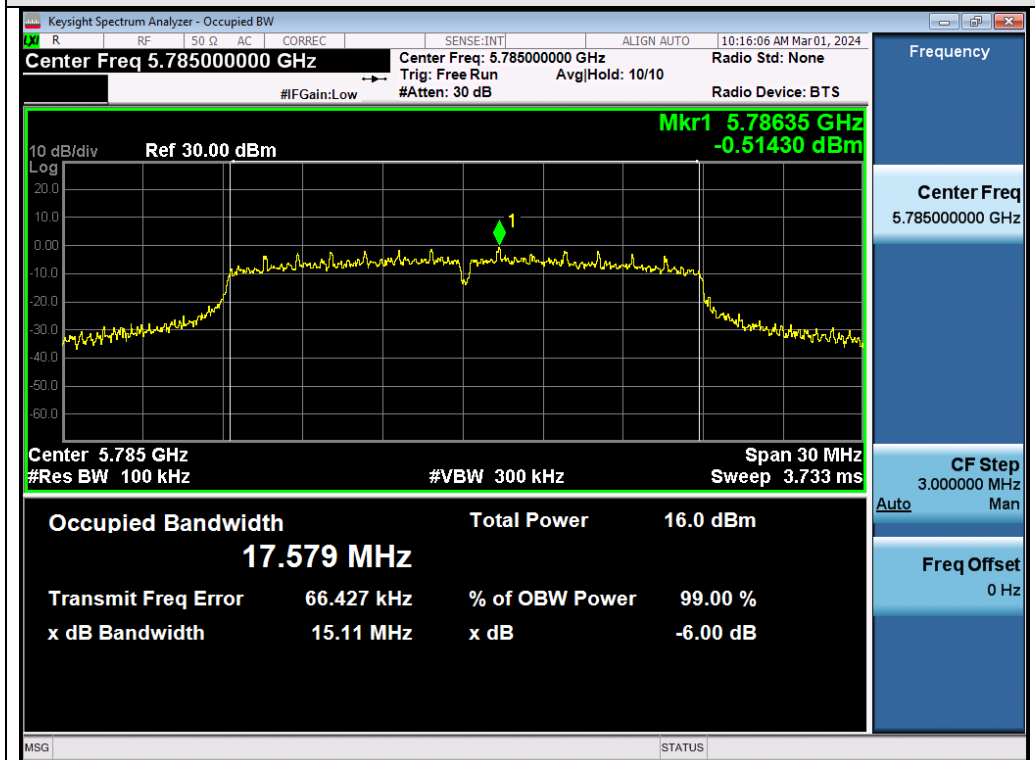 Keysight Spectrum Analyzer - Occupied BW
LXI R RF 50 Ω AC CORREC SENSE:INT ALIGN AUTO 10:16:06 AM Mar 01, 2024
Center Freq 5.785000000 GHz
Center Freq: 5.785000000 GHz
Radio Std: None
Trig: Free Run Avg|Hold: 10/10
#IFGain:Low
#Atten: 30 dB
Radio Device: BTS
Mkr1 5.78635 GHz
-0.51430 dBm
10 dB/div Ref 30.00 dBm
Log
20.0
10.0
0.00
-10.0
-20.0
-30.0
-40.0
-50.0
-60.0
1
Center 5.785 GHz
Span 30 MHz
#Res BW 100 kHz
#VBW 300 kHz
Sweep 3.733 ms
Occupied Bandwidth
Total Power 16.0 dBm
17.579 MHz
Transmit Freq Error 66.427 kHz
% of OBW Power 99.00 %
x dB Bandwidth 15.11 MHz
x dB -6.00 dB
Frequency
Center Freq
5.785000000 GHz
CF Step
3.000000 MHz
Auto Man
Freq Offset
0 Hz
MSG
STATUS